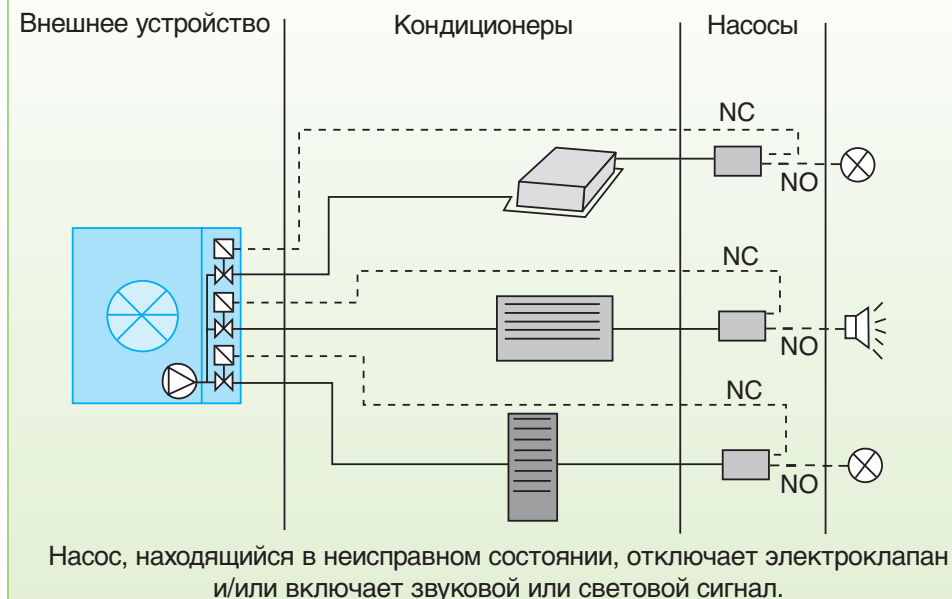 Внешнее устройство
Кондиционеры
Насосы
NC
NO
NC
NO
NC
NO
Насос, находящийся в неисправном состоянии, отключает электроклапан
и/или включает звуковой или световой сигнал.